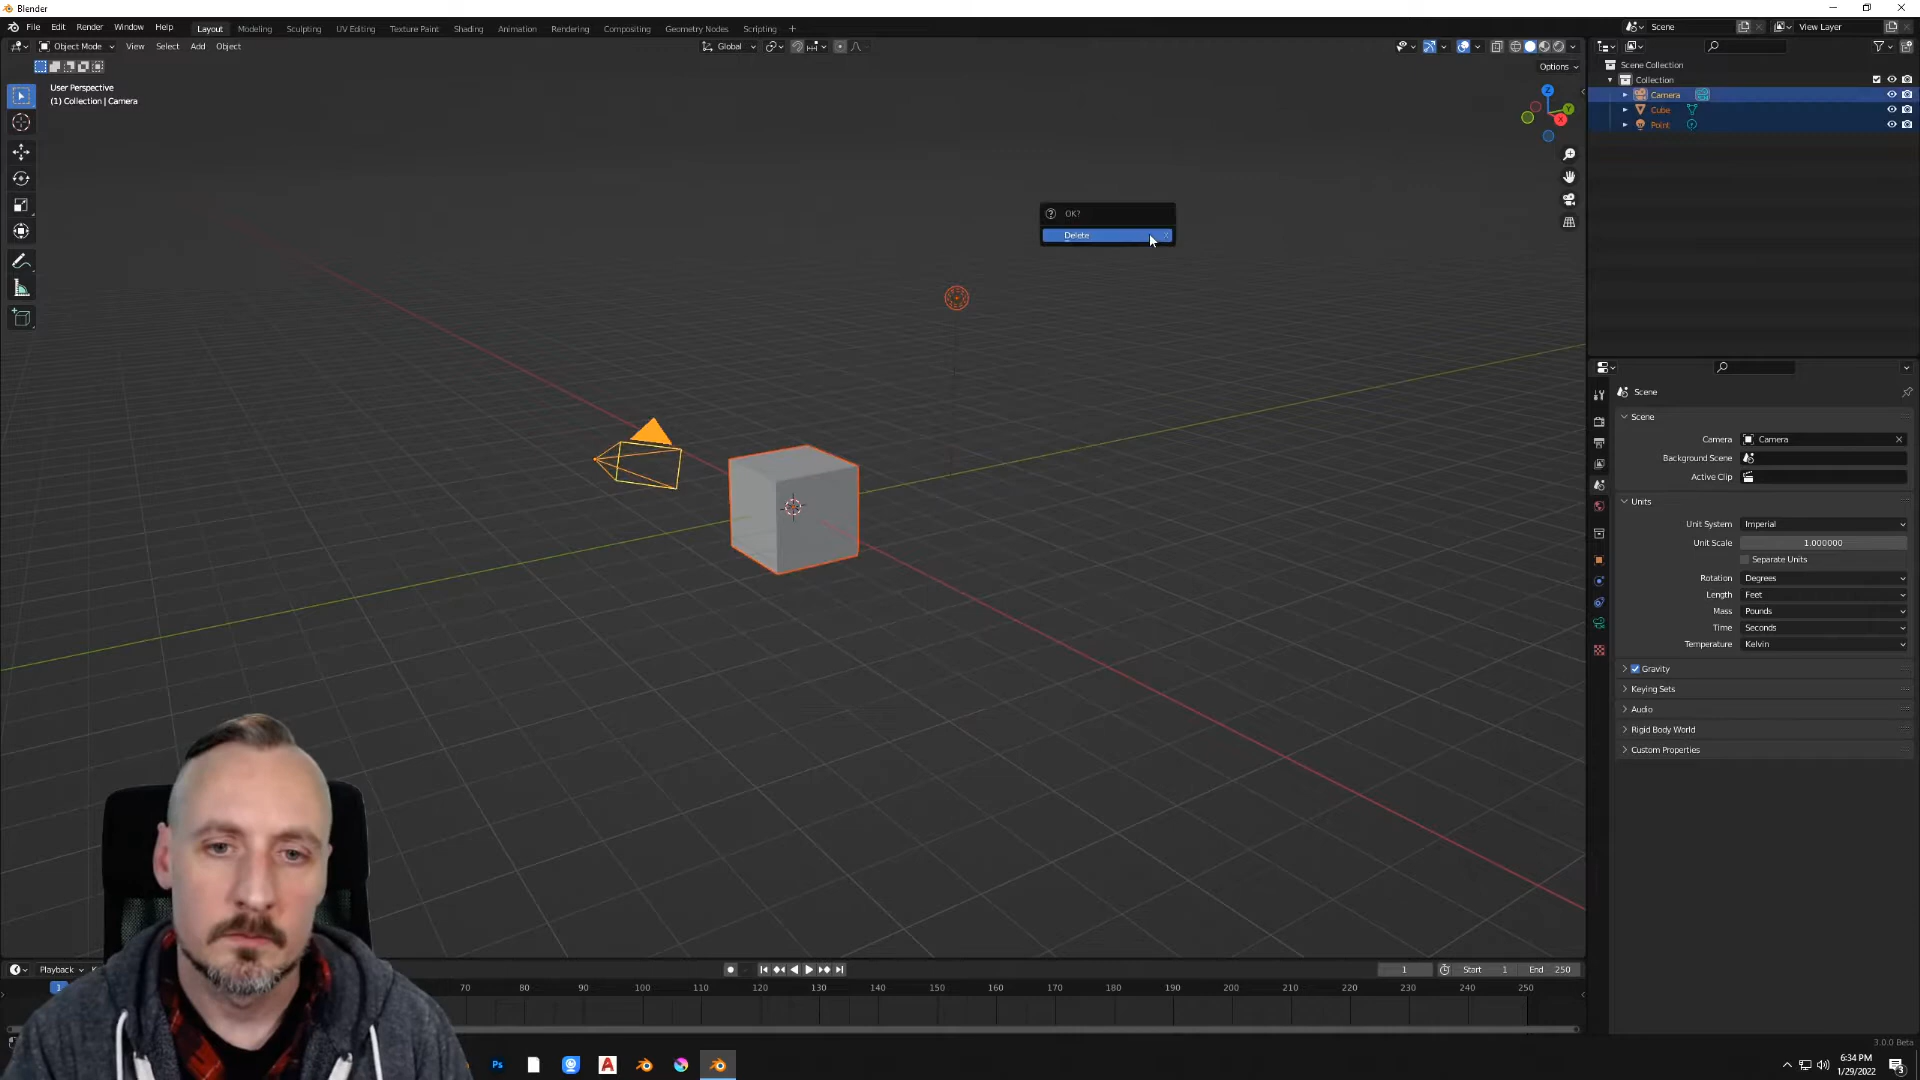 Blender
File Edit Render Window Help Layout Modeling Sculpting UV Editing Texture Paint Shading Animation Rendering Compositing Geometry Nodes Scripting + Scene View Layer
Object Mode View Select Add Object Global
Options
User Perspective
(1) Collection | Camera
Z
Y
X
OK?
Delete X
Scene Collection
Collection
Camera
Cube
Point
Scene
Scene
Camera Camera
Background Scene
Active Clip
Units
Unit System Imperial
Unit Scale 1.000000
Separate Units
Rotation Degrees
Length Feet
Mass Pounds
Time Seconds
Temperature Kelvin
Gravity
Keying Sets
Audio
Rigid Body World
Custom Properties
Playback 1 Start 1 End 250
1 70 80 90 100 110 120 130 140 150 160 170 180 190 200 210 220 230 240 250
3.0.0 Beta
Ps A
6:34 PM
1/29/2022
3